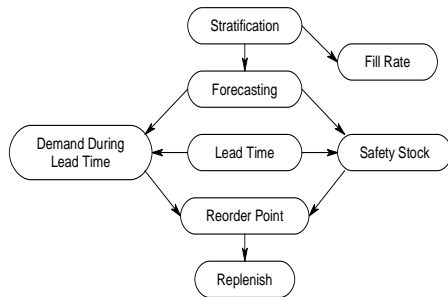 Stratification
Fill Rate
Forecasting
Demand During
Lead Time
Lead Time
Safety Stock
Reorder Point
Replenish